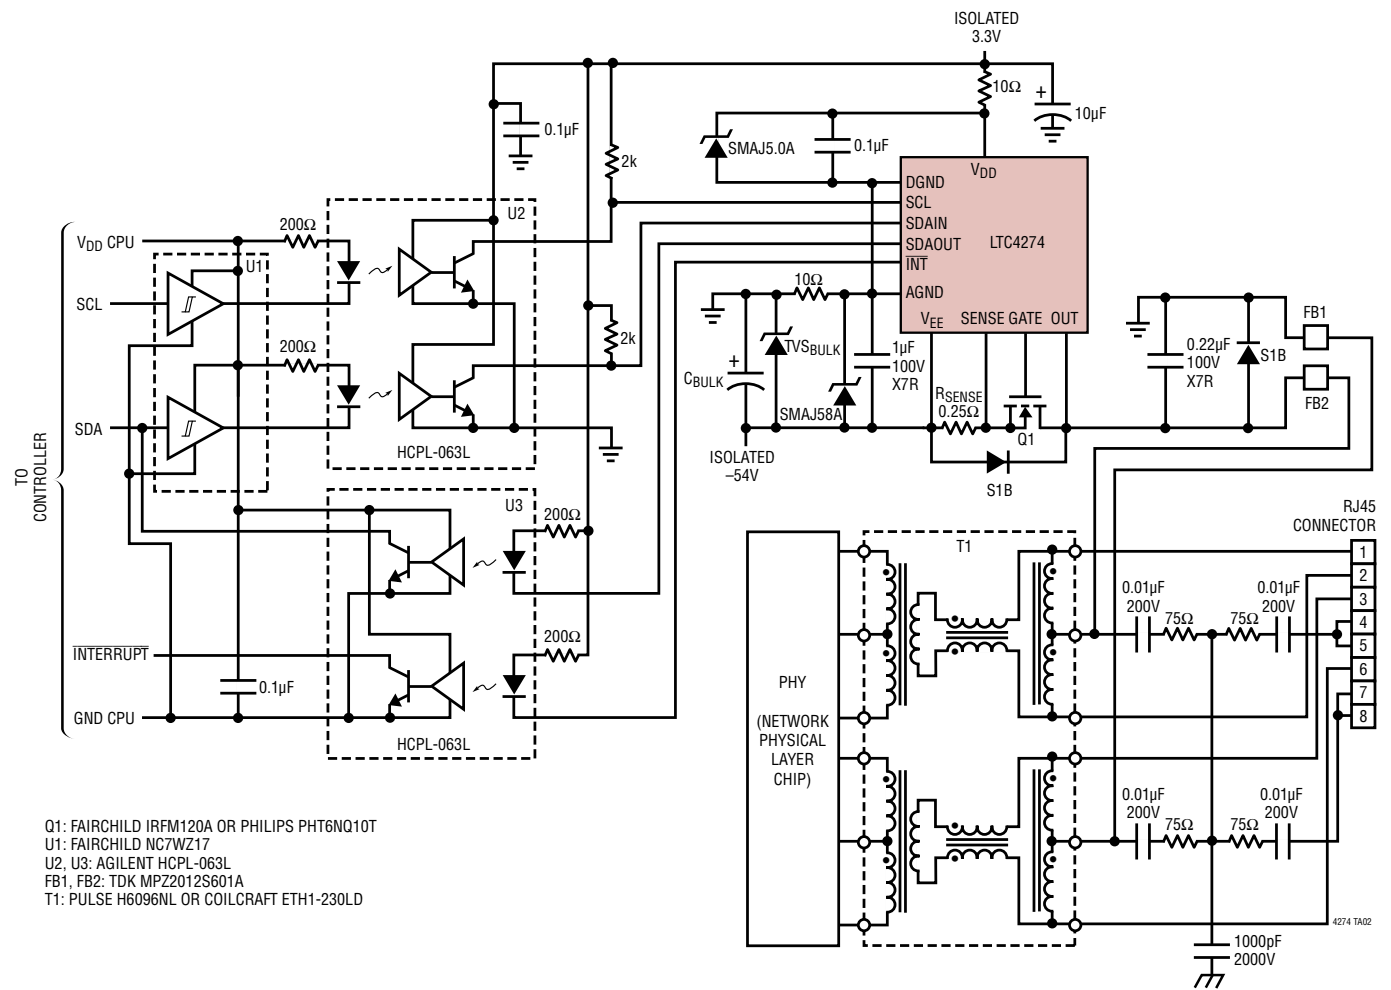 ISOLATED
3.3V
10Ω
+
10µF
0.1µF
2k
SMAJ5.0A
0.1µF
VDD
DGND
SCL
SDAIN
SDAOUT
INT
AGND
LTC4274
VEE
SENSE
GATE
OUT
200Ω
U2
VDD CPU
U1
SCL
10Ω
200Ω
2k
TVSBULK
+
CBULK
1µF
100V
X7R
SMAJ58A
RSENSE
0.25Ω
Q1
0.22µF
100V
X7R
S1B
FB1
FB2
SDA
HCPL-063L
ISOLATED
–54V
S1B
TO
CONTROLLER
U3
200Ω
RJ45
CONNECTOR
T1
1
2
3
4
5
6
7
8
0.01µF
200V
75Ω
75Ω
0.01µF
200V
200Ω
INTERRUPT
0.1µF
GND CPU
HCPL-063L
PHY
(NETWORK
PHYSICAL
LAYER
CHIP)
0.01µF
200V
75Ω
75Ω
0.01µF
200V
Q1: FAIRCHILD IRFM120A OR PHILIPS PHT6NQ10T
U1: FAIRCHILD NC7WZ17
U2, U3: AGILENT HCPL-063L
FB1, FB2: TDK MPZ2012S601A
T1: PULSE H6096NL OR COILCRAFT ETH1-230LD
4274 TA02
1000pF
2000V